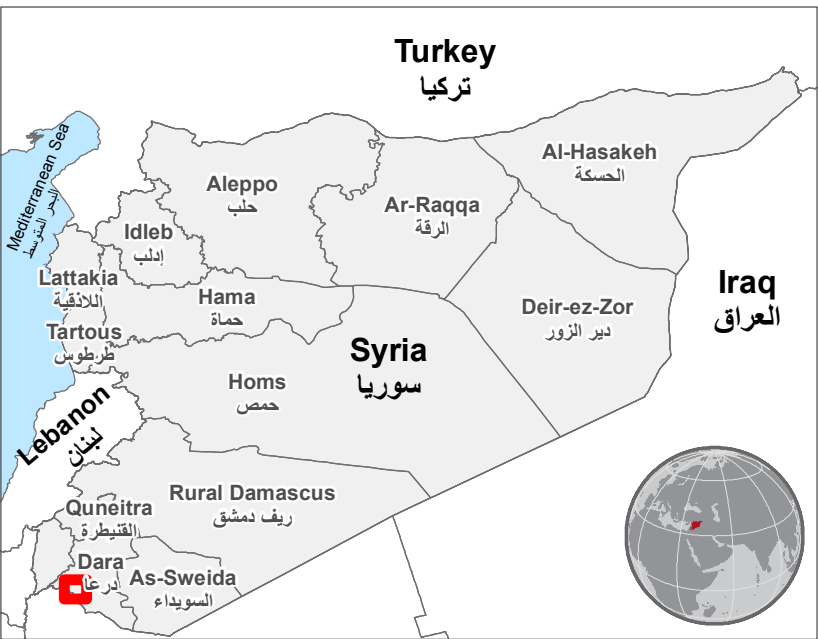 Turkey
تركيا
Mediterranean Sea
البحر المتوسط
Al-Hasakeh
الحسكة
Aleppo
حلب
Ar-Raqqa
الرقة
Idleb
إدلب
Lattakia
اللاذقية
Hama
حماة
Deir-ez-Zor
دير الزور
Iraq
العراق
Tartous
طرطوس
Syria
سوريا
Homs
حمص
Lebanon
لبنان
Rural Damascus
ريف دمشق
Quneitra
القنيطرة
Dara
درعا
As-Sweida
السويداء